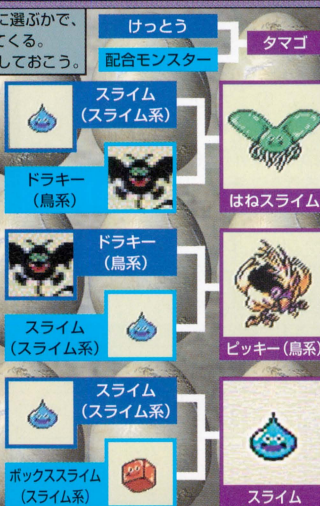 に選ぶかで、
てくる。
しておこう。
けっとう
配合モンスター
タマゴ
スライム
(スライム系)
ドラキー
(鳥系)
はねスライム
ドラキー
(鳥系)
スライム
(スライム系)
ピッキー(鳥系)
スライム
(スライム系)
ボックススライム
(スライム系)
スライム